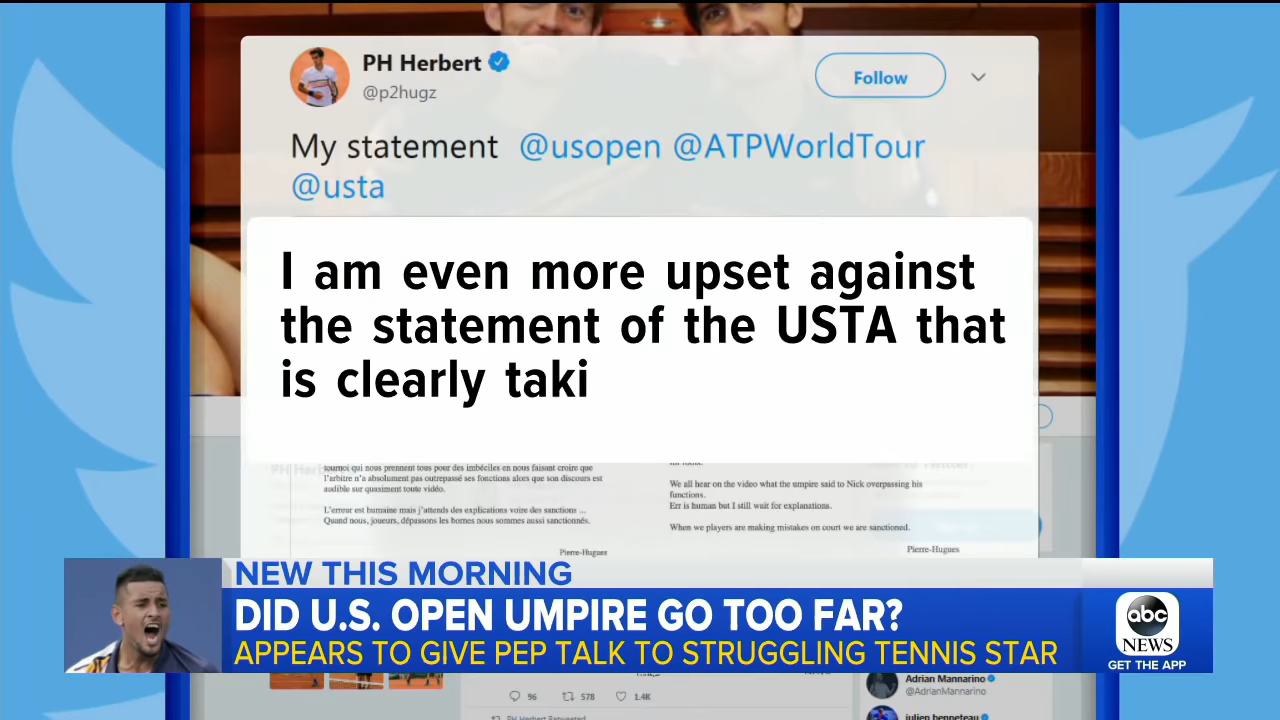 PH Herbert
@p2hugz
Follow
My statement @usopen @ATPWorldTour
@usta
I am even more upset against
the statement of the USTA that
is clearly taki
tournoi qui nous prennent tous pour des imbéciles en nous faisant croire que
l'arbitre n'a absolument pas outrepassé ses fonctions alors que son discours est
audible sur quasiment toute vidéo.
L'erreur est humaine mais j'attends des explications voire des sanctions ...
Quand nous, joueurs, dépassons les bornes nous sommes aussi sanctionnés.
Pierre-Hugues
We all hear on the video what the umpire said to Nick overpassing his
functions.
Err is human but I still wait for explanations.
When we players are making mistakes on court we are sanctioned.
Pierre-Hugues
NEW THIS MORNING
DID U.S. OPEN UMPIRE GO TOO FAR?
APPEARS TO GIVE PEP TALK TO STRUGGLING TENNIS STAR
abc
NEWS
GET THE APP
96 578 1.4K
PH Herbert Retweeted
Adrian Mannarino
@AdrianMannarino
julien benneteau